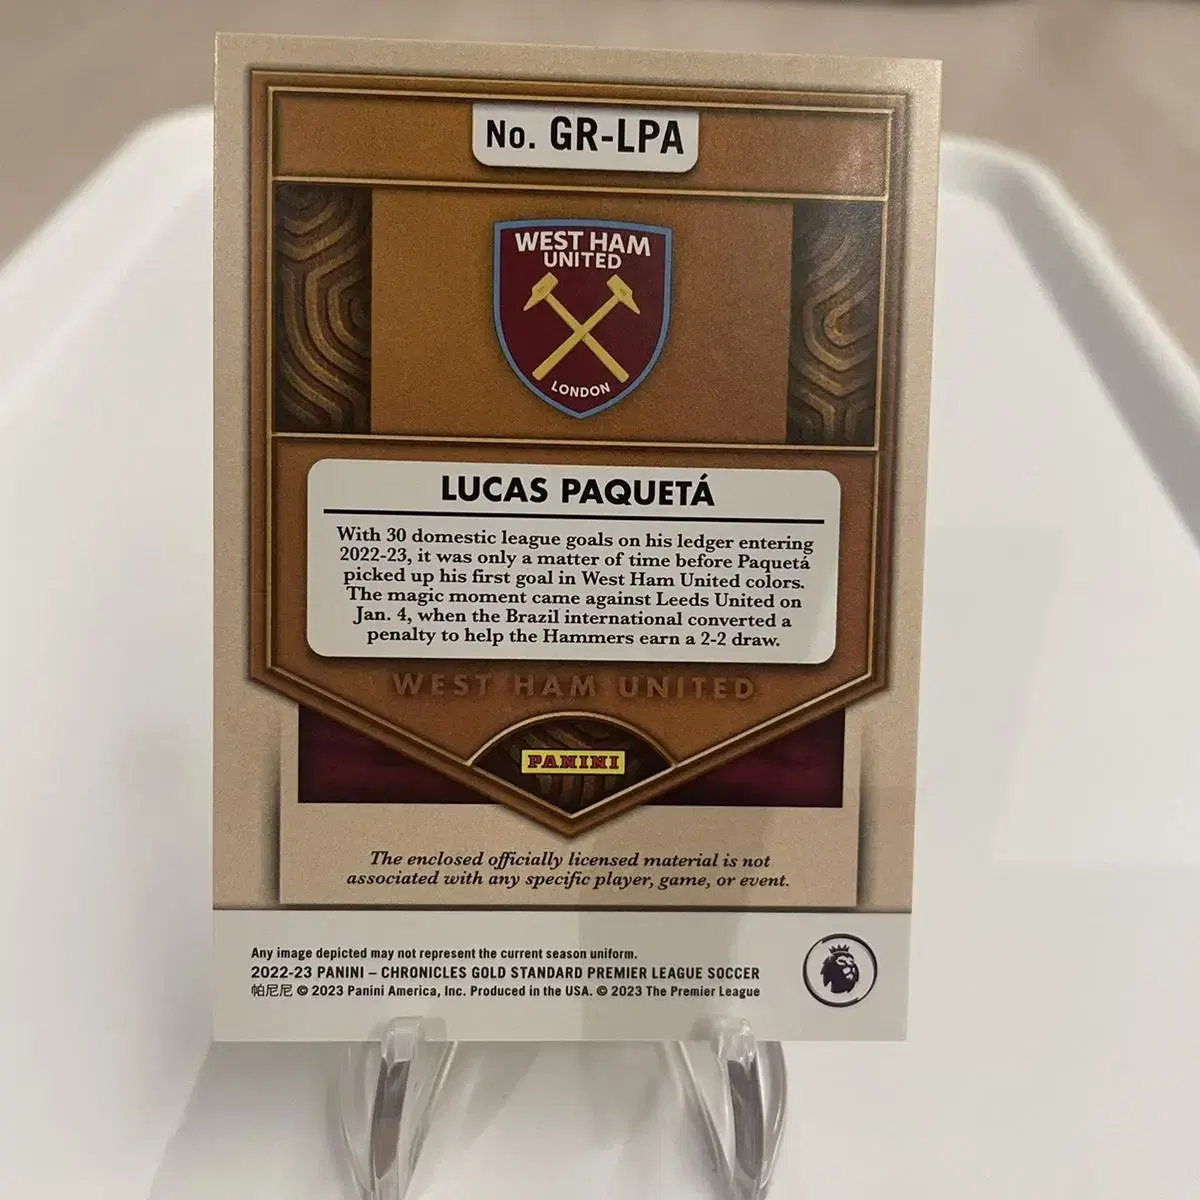 No. GR-LPA
WEST HAM
UNITED
LONDON
LUCAS PAQUETÁ
With 30 domestic league goals on his ledger entering
2022-23, it was only a matter of time before Paquetá
picked up his first goal in West Ham United colors.
The magic moment came against Leeds United on
Jan. 4, when the Brazil international converted a
penalty to help the Hammers earn a 2-2 draw.
WEST HAM UNITED
PANINI
The enclosed officially licensed material is not
associated with any specific player, game, or event.
Any image depicted may not represent the current season uniform.
2022-23 PANINI – CHRONICLES GOLD STANDARD PREMIER LEAGUE SOCCER
帕尼尼 © 2023 Panini America, Inc. Produced in the USA. © 2023 The Premier League